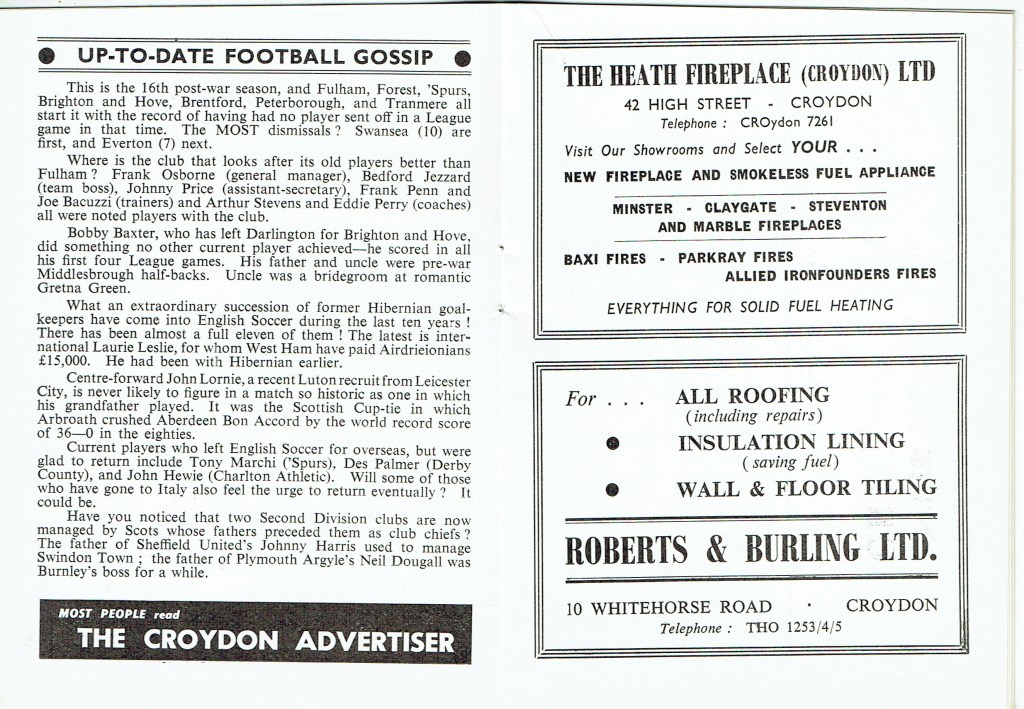 UP-TO-DATE FOOTBALL GOSSIP
This is the 16th post-war season, and Fulham, Forest, 'Spurs,
Brighton and Hove, Brentford, Peterborough, and Tranmere all
start it with the record of having had no player sent off in a League
game in that time. The MOST dismissals ? Swansea (10) are
first, and Everton (7) next.
Where is the club that looks after its old players better than
Fulham ? Frank Osborne (general manager), Bedford Jezzard
(team boss), Johnny Price (assistant-secretary), Frank Penn and
Joe Bacuzzi (trainers) and Arthur Stevens and Eddie Perry (coaches)
all were noted players with the club.
Bobby Baxter, who has left Darlington for Brighton and Hove,
did something no other current player achieved—he scored in all
his first four League games. His father and uncle were pre-war
Middlesbrough half-backs. Uncle was a bridegroom at romantic
Gretna Green.
What an extraordinary succession of former Hibernian goal-
keepers have come into English Soccer during the last ten years !
There has been almost a full eleven of them ! The latest is inter-
national Laurie Leslie, for whom West Ham have paid Airdrieionians
£15,000. He had been with Hibernian earlier.
Centre-forward John Lornie, a recent Luton recruit from Leicester
City, is never likely to figure in a match so historic as one in which
his grandfather played. It was the Scottish Cup-tie in which
Arbroath crushed Aberdeen Bon Accord by the world record score
of 36—0 in the eighties.
Current players who left English Soccer for overseas, but were
glad to return include Tony Marchi ('Spurs), Des Palmer (Derby
County), and John Hewie (Charlton Athletic). Will some of those
who have gone to Italy also feel the urge to return eventually ? It
could be.
Have you noticed that two Second Division clubs are now
managed by Scots whose fathers preceded them as club chiefs ?
The father of Sheffield United's Johnny Harris used to manage
Swindon Town ; the father of Plymouth Argyle's Neil Dougall was
Burnley's boss for a while.
MOST PEOPLE read
THE CROYDON ADVERTISER
THE HEATH FIREPLACE (CROYDON) LTD
42 HIGH STREET - CROYDON
Telephone : CROydon 7261
Visit Our Showrooms and Select YOUR . . .
NEW FIREPLACE AND SMOKELESS FUEL APPLIANCE
MINSTER - CLAYGATE - STEVENTON
AND MARBLE FIREPLACES
BAXI FIRES - PARKRAY FIRES
ALLIED IRONFOUNDERS FIRES
EVERYTHING FOR SOLID FUEL HEATING
For . . . ALL ROOFING
(including repairs)
● INSULATION LINING
(saving fuel)
● WALL & FLOOR TILING
ROBERTS & BURLING LTD.
10 WHITEHORSE ROAD · CROYDON
Telephone : THO 1253/4/5